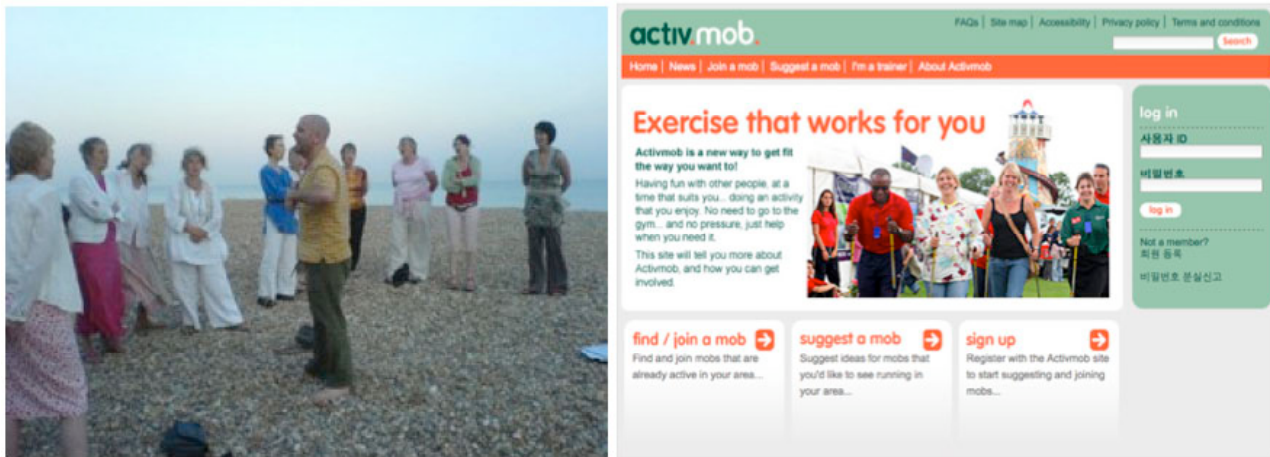 activ.mob.
FAQs | Site map | Accessibility | Privacy policy | Terms and conditions
Search
Home | News | Join a mob | Suggest a mob | I'm a trainer | About Activmob
Exercise that works for you
Activmob is a new way to get fit
the way you want to!
Having fun with other people, at a
time that suits you... doing an activity
that you enjoy. No need to go to the
gym... and no pressure, just help
when you need it.
This site will tell you more about
Activmob, and how you can get
involved.
log in
사용자 ID
비밀번호
log in
Not a member?
회원 등록
비밀번호 분실신고
find / join a mob
Find and join mobs that are
already active in your area...
suggest a mob
Suggest ideas for mobs that
you'd like to see running in
your area...
sign up
Register with the Activmob site
to start suggesting and joining
mobs...